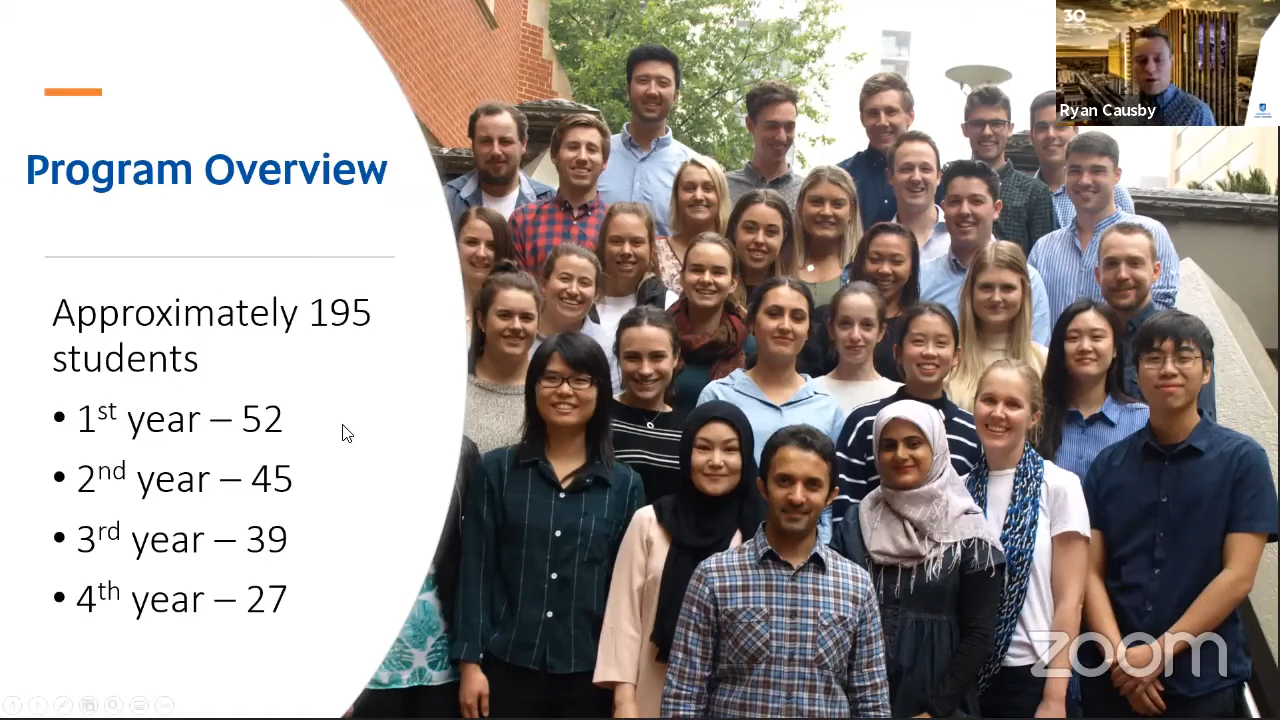 30
Ryan Causby
Program Overview
Approximately 195
students
• 1st year – 52
• 2nd year – 45
• 3rd year – 39
• 4th year – 27
zoom